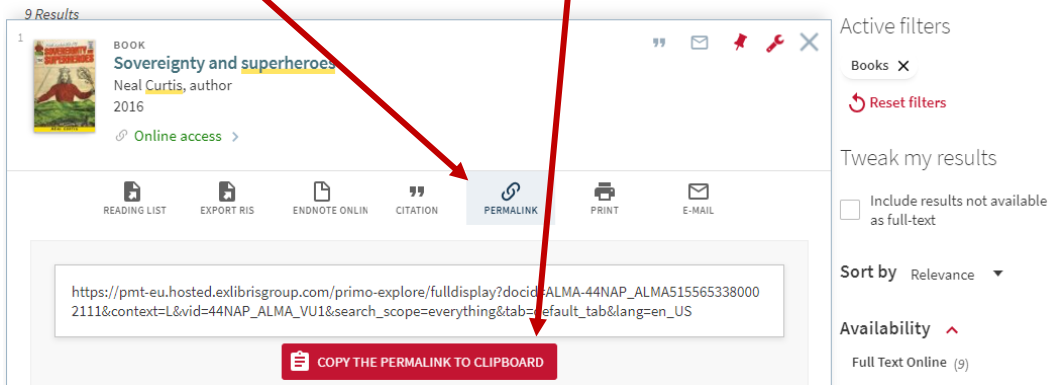 9 Results
1
BOOK
Sovereignty and superheroes
Neal Curtis, author
2016
Online access >
READING LIST
EXPORT RIS
ENDNOTE ONLIN
CITATION
PERMALINK
PRINT
E-MAIL
https://pmt-eu.hosted.exlibrisgroup.com/primo-explore/fulldisplay?docid=ALMA-44NAP_ALMA515565338000
2111&context=L&vid=44NAP_ALMA_VU1&search_scope=everything&tab=default_tab&lang=en_US
COPY THE PERMALINK TO CLIPBOARD
Active filters
Books X
Reset filters
Tweak my results
Include results not available
as full-text
Sort by Relevance
Availability
Full Text Online (9)